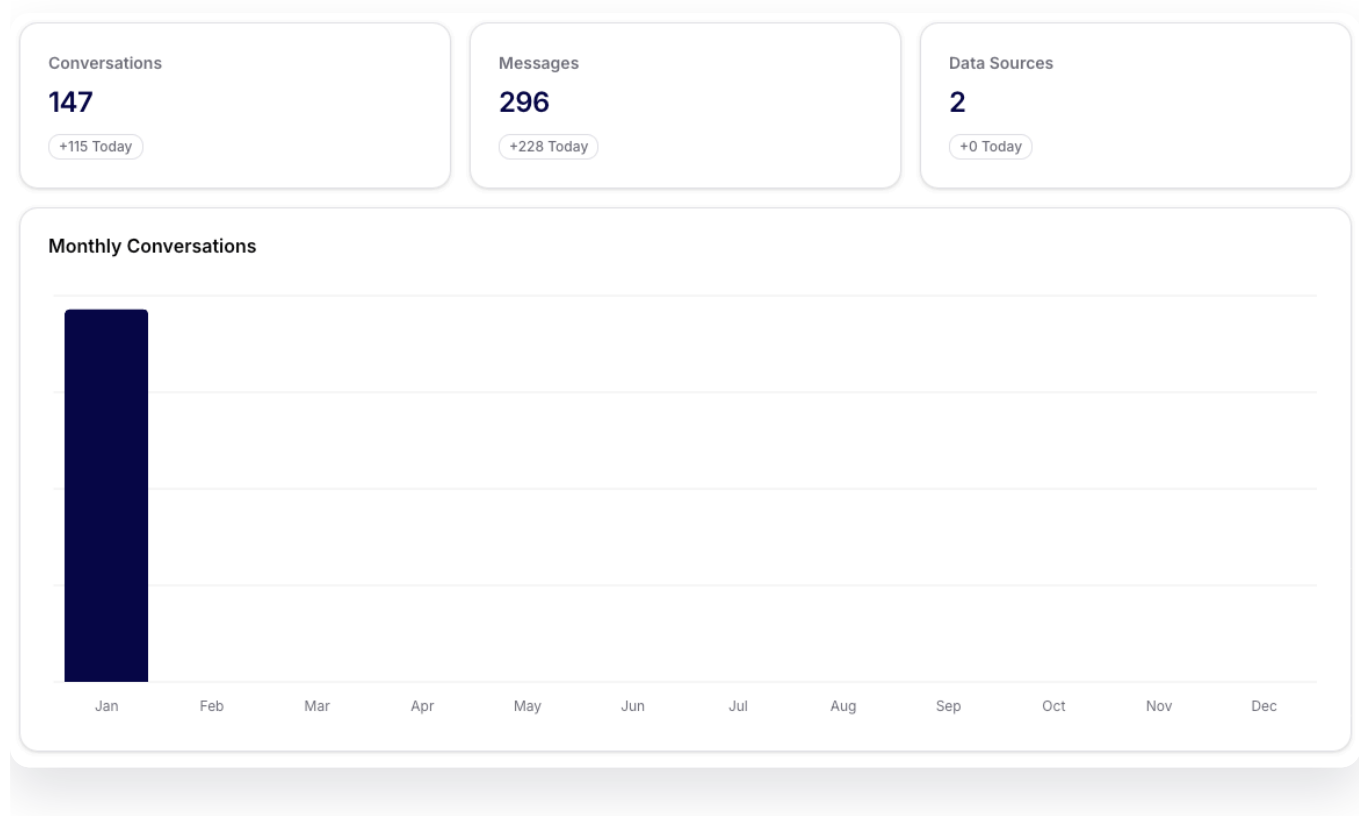 Conversations
147
+115 Today
Messages
296
+228 Today
Data Sources
2
+0 Today
Monthly Conversations
Jan Feb Mar Apr May Jun Jul Aug Sep Oct Nov Dec